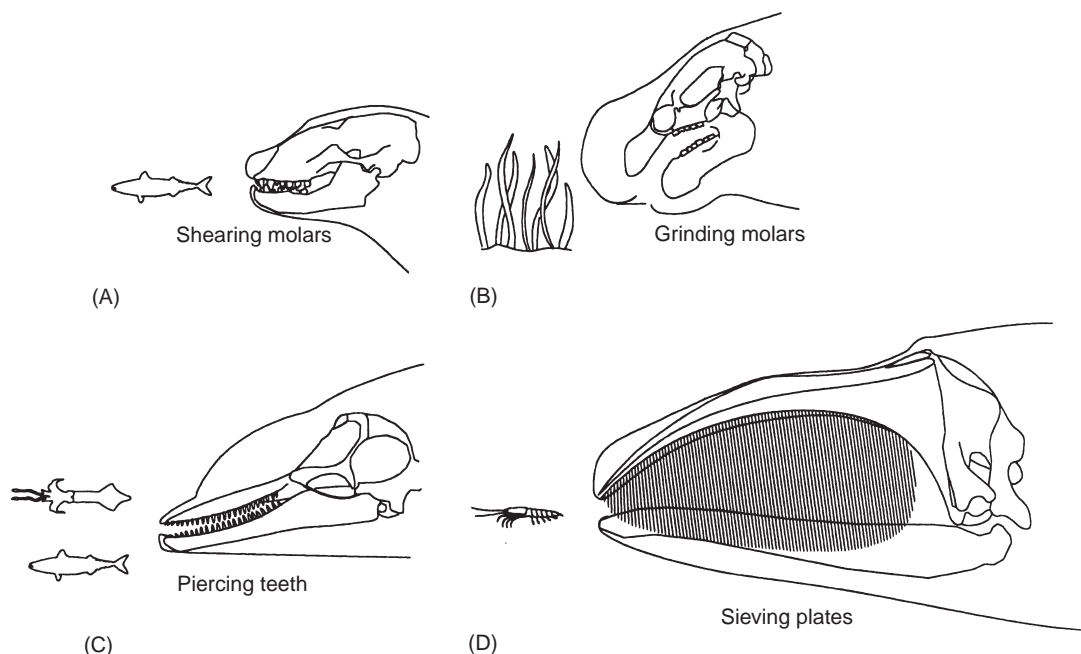 Shearing molars
(A)
Grinding molars
(B)
Piercing teeth
(C)
Sieving plates
(D)